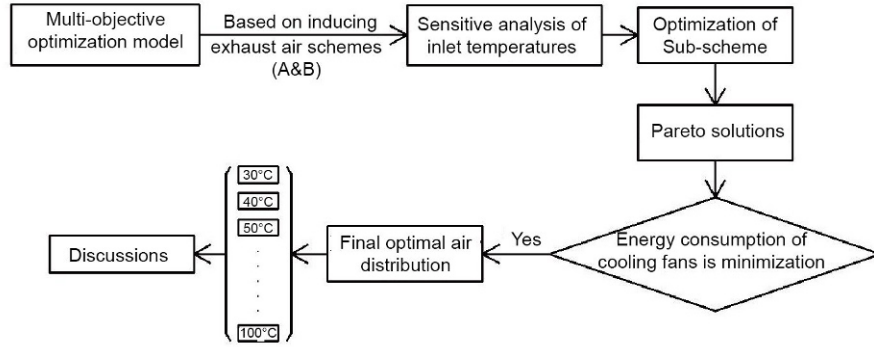 Multi-objective
optimization model
Based on inducing
exhaust air schemes
(A&B)
Sensitive analysis of
inlet temperatures
Optimization of
Sub-scheme
Pareto solutions
Energy consumption of
cooling fans is minimization
Yes
Final optimal air
distribution
30°C
40°C
50°C
100°C
Discussions